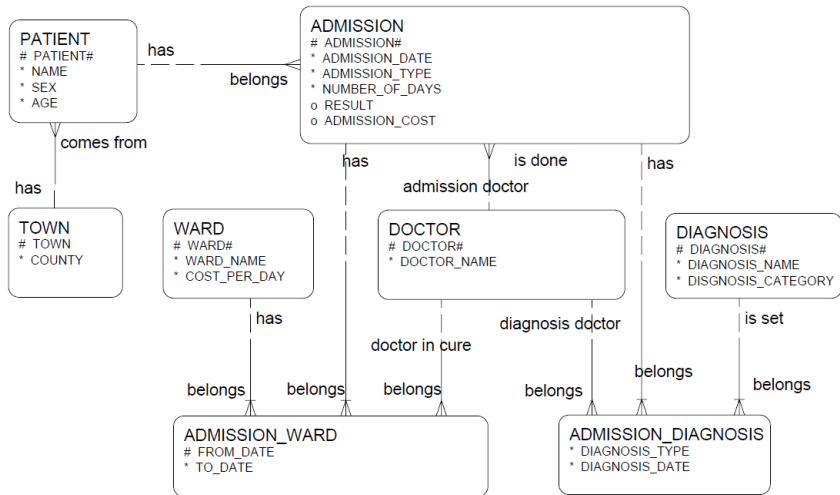 PATIENT
# PATIENT#
* NAME
* SEX
* AGE
has
belongs
ADMISSION
# ADMISSION#
* ADMISSION_DATE
* ADMISSION_TYPE
* NUMBER_OF_DAYS
o RESULT
o ADMISSION_COST
comes from
has
has
is done
has
admission doctor
TOWN
# TOWN
* COUNTY
WARD
# WARD#
* WARD_NAME
* COST_PER_DAY
DOCTOR
# DOCTOR#
* DOCTOR_NAME
DIAGNOSIS
# DIAGNOSIS#
* DIAGNOSIS_NAME
* DISGNOSIS_CATEGORY
has
doctor in cure
diagnosis doctor
is set
belongs
belongs
belongs
belongs
belongs
belongs
ADMISSION_WARD
# FROM_DATE
* TO_DATE
ADMISSION_DIAGNOSIS
* DIAGNOSIS_TYPE
* DIAGNOSIS_DATE